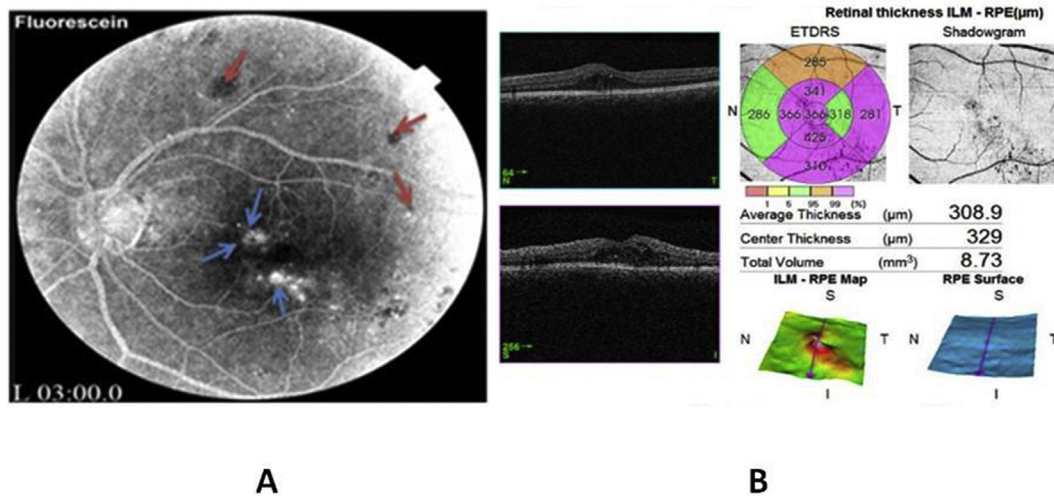 Fluorescein
L 03:00.0
A
64
N
T
256
S
I
Retinal thickness ILM - RPE(µm)
ETDRS
Shadowgram
285
341
N
286
366
366
318
281
T
425
310
1
5
95
99
(%)
Average Thickness (µm) 308.9
Center Thickness (µm) 329
Total Volume (mm³) 8.73
ILM - RPE Map
RPE Surface
S
S
N
T
N
T
I
I
B